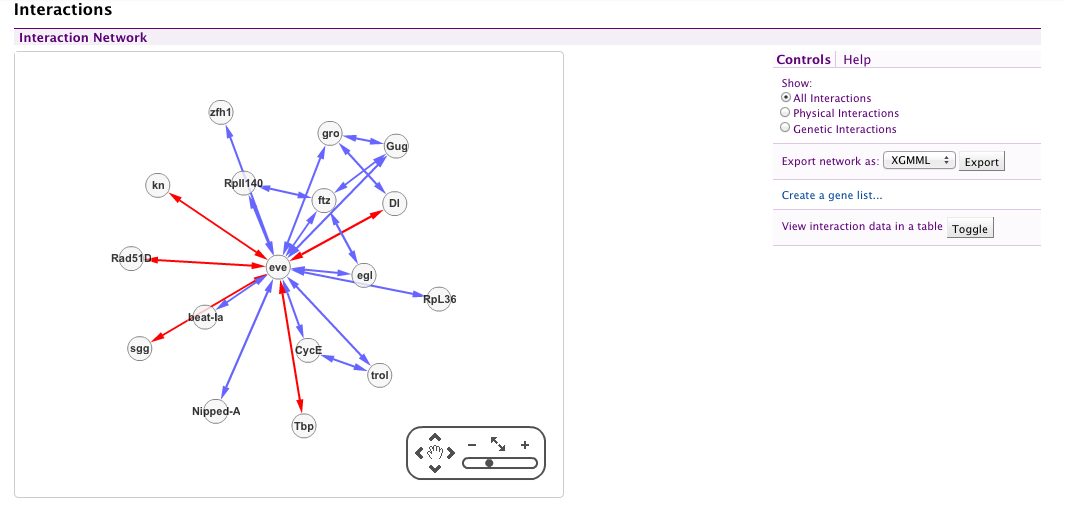 Interactions
Interaction Network
zfh1
gro
Gug
kn
RpII140
ftz
Dl
Rad51D
eve
egl
RpL36
beat-Ia
sgg
CycE
trol
Nipped-A
Tbp
Controls Help
Show:
All Interactions
Physical Interactions
Genetic Interactions
Export network as: XGMML Export
Create a gene list...
View interaction data in a table Toggle